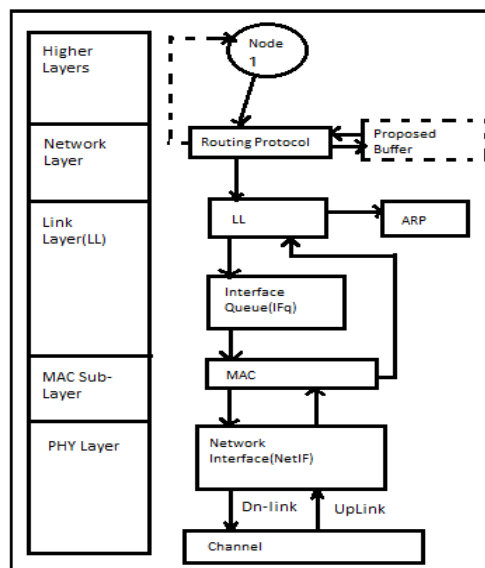 Higher
Layers
Node
1
Network
Layer
Routing Protocol
Proposed
Buffer
Link
Layer(LL)
LL
ARP
Interface
Queue(IFq)
MAC Sub-
Layer
MAC
PHY Layer
Network
Interface(NetIF)
Dn-link
UpLink
Channel